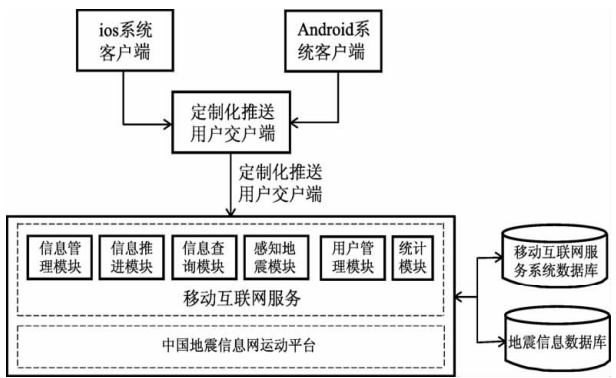 ios系统
客户端
Android系
统客户端
定制化推送
用户交户端
定制化推送
用户交户端
信息管
理模块
信息推
进模块
信息查
询模块
感知地
震模块
用户管
理模块
统计
模块
移动互联网服务
中国地震信息网运动平台
移动互联网服
务系统数据库
地震信息数据库